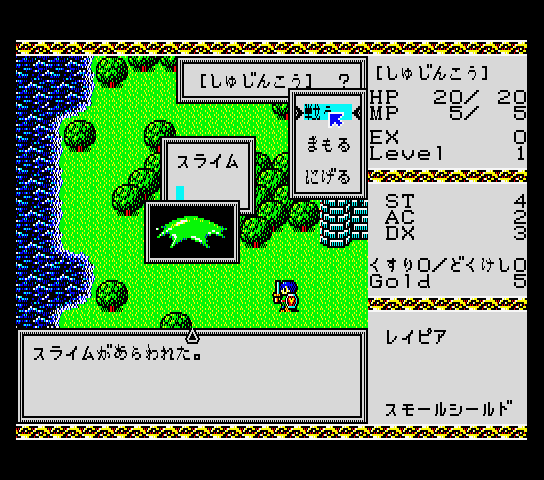 [しゅじんこう] ?
戦う
まもる
にげる
スライム
スライムがあらわれた。
[しゅじんこう]
HP 20/ 20
MP 5/ 5
EX 0
Level 1
ST 4
AC 2
DX 3
くすり0/どくけし0
Gold 5
レイピア
スモールシールド